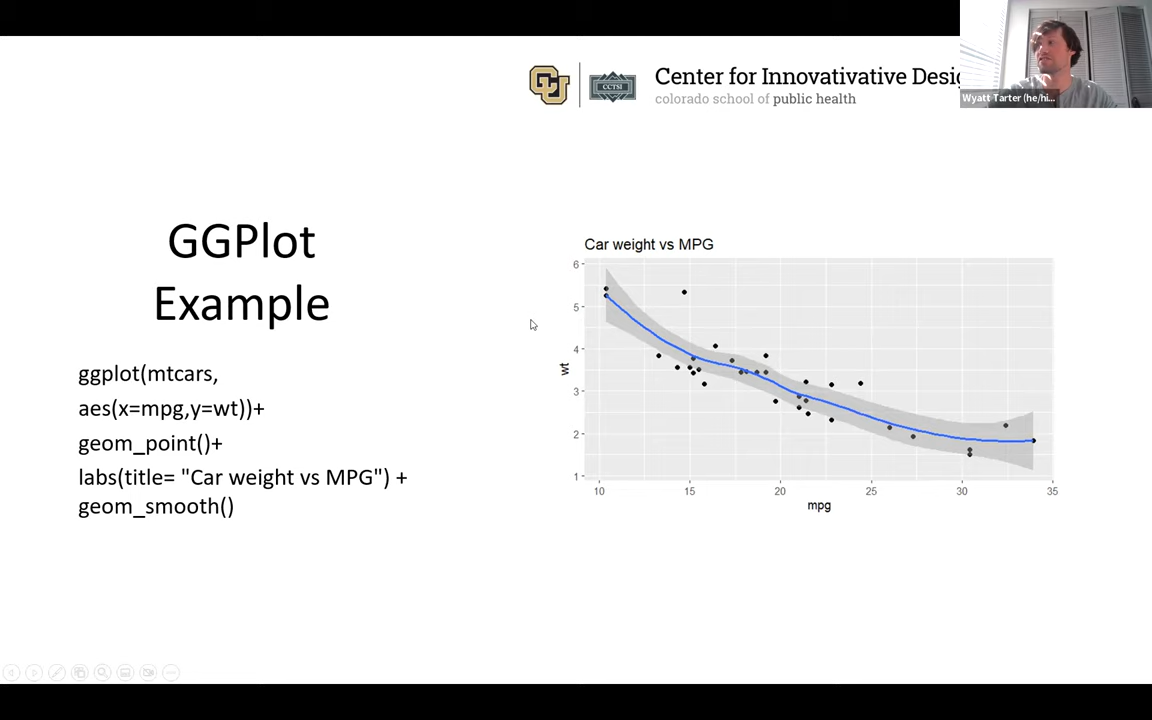 Center for Innovativative Desig
colorado school of public health
CU
CCTSI
Wyatt Tarter (he/hi...
GGPlot
Example
ggplot(mtcars,
aes(x=mpg,y=wt))+
geom_point()+
labs(title= "Car weight vs MPG") +
geom_smooth()
Car weight vs MPG
6
5
4
3
2
1
wt
10 15 20 25 30 35
mpg